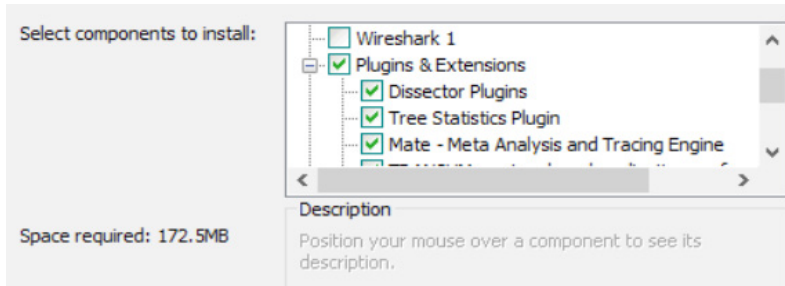 Select components to install:
Wireshark 1
Plugins & Extensions
Dissector Plugins
Tree Statistics Plugin
Mate - Meta Analysis and Tracing Engine
Space required: 172.5MB
Description
Position your mouse over a component to see its
description.